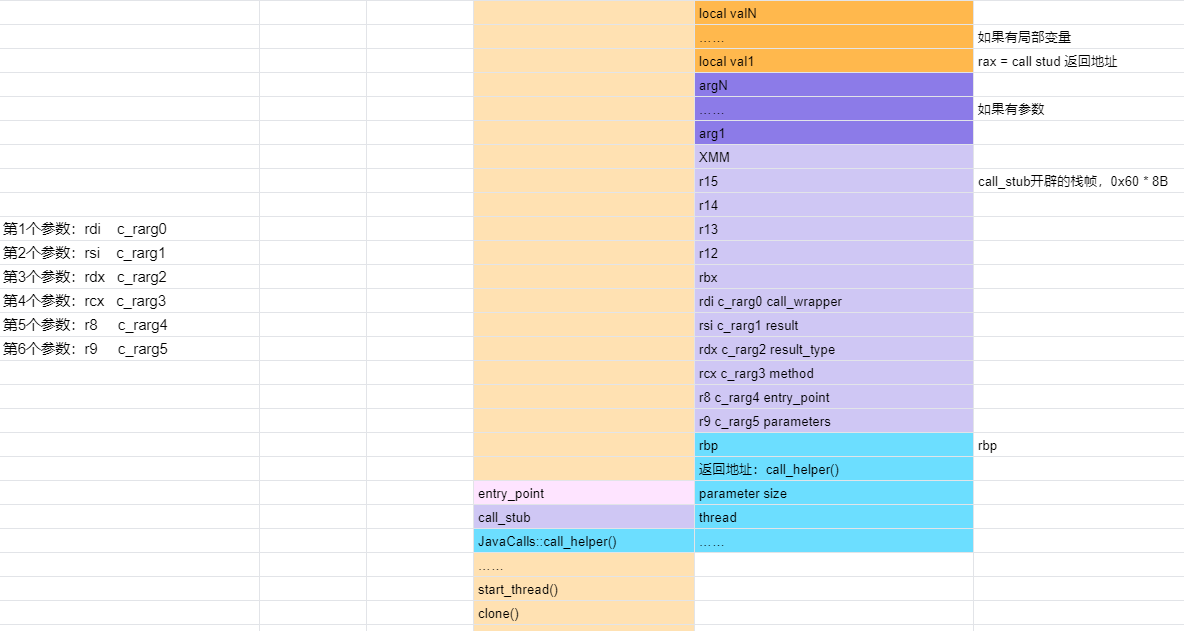 local valN
…… 如果有局部变量
local val1 rax = call stud 返回地址
argN
…… 如果有参数
arg1
XMM
r15 call_stub开辟的栈帧，0x60 * 8B
r14
第1个参数：rdi c_rarg0 r13
第2个参数：rsi c_rarg1 r12
第3个参数：rdx c_rarg2 rbx
第4个参数：rcx c_rarg3 rdi c_rarg0 call_wrapper
第5个参数：r8 c_rarg4 rsi c_rarg1 result
第6个参数：r9 c_rarg5 rdx c_rarg2 result_type
rcx c_rarg3 method
r8 c_rarg4 entry_point
r9 c_rarg5 parameters
rbp rbp
返回地址：call_helper()
entry_point parameter size
call_stub thread
JavaCalls::call_helper() ……
……
start_thread()
clone()